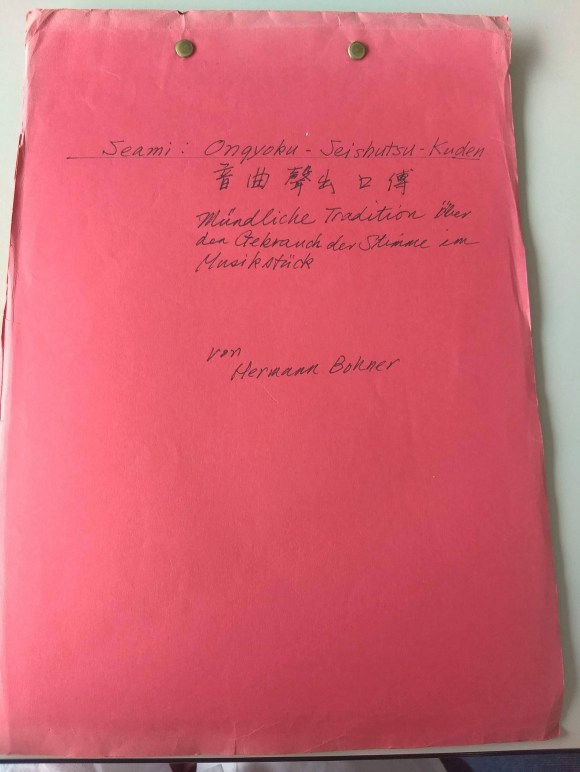 Seami: Ongyoku-Seishutsu-Kuden
音曲聲出口傳
Mündliche Tradition über
den Gebrauch der Stimme im
Musikstück
von
Hermann Bohner